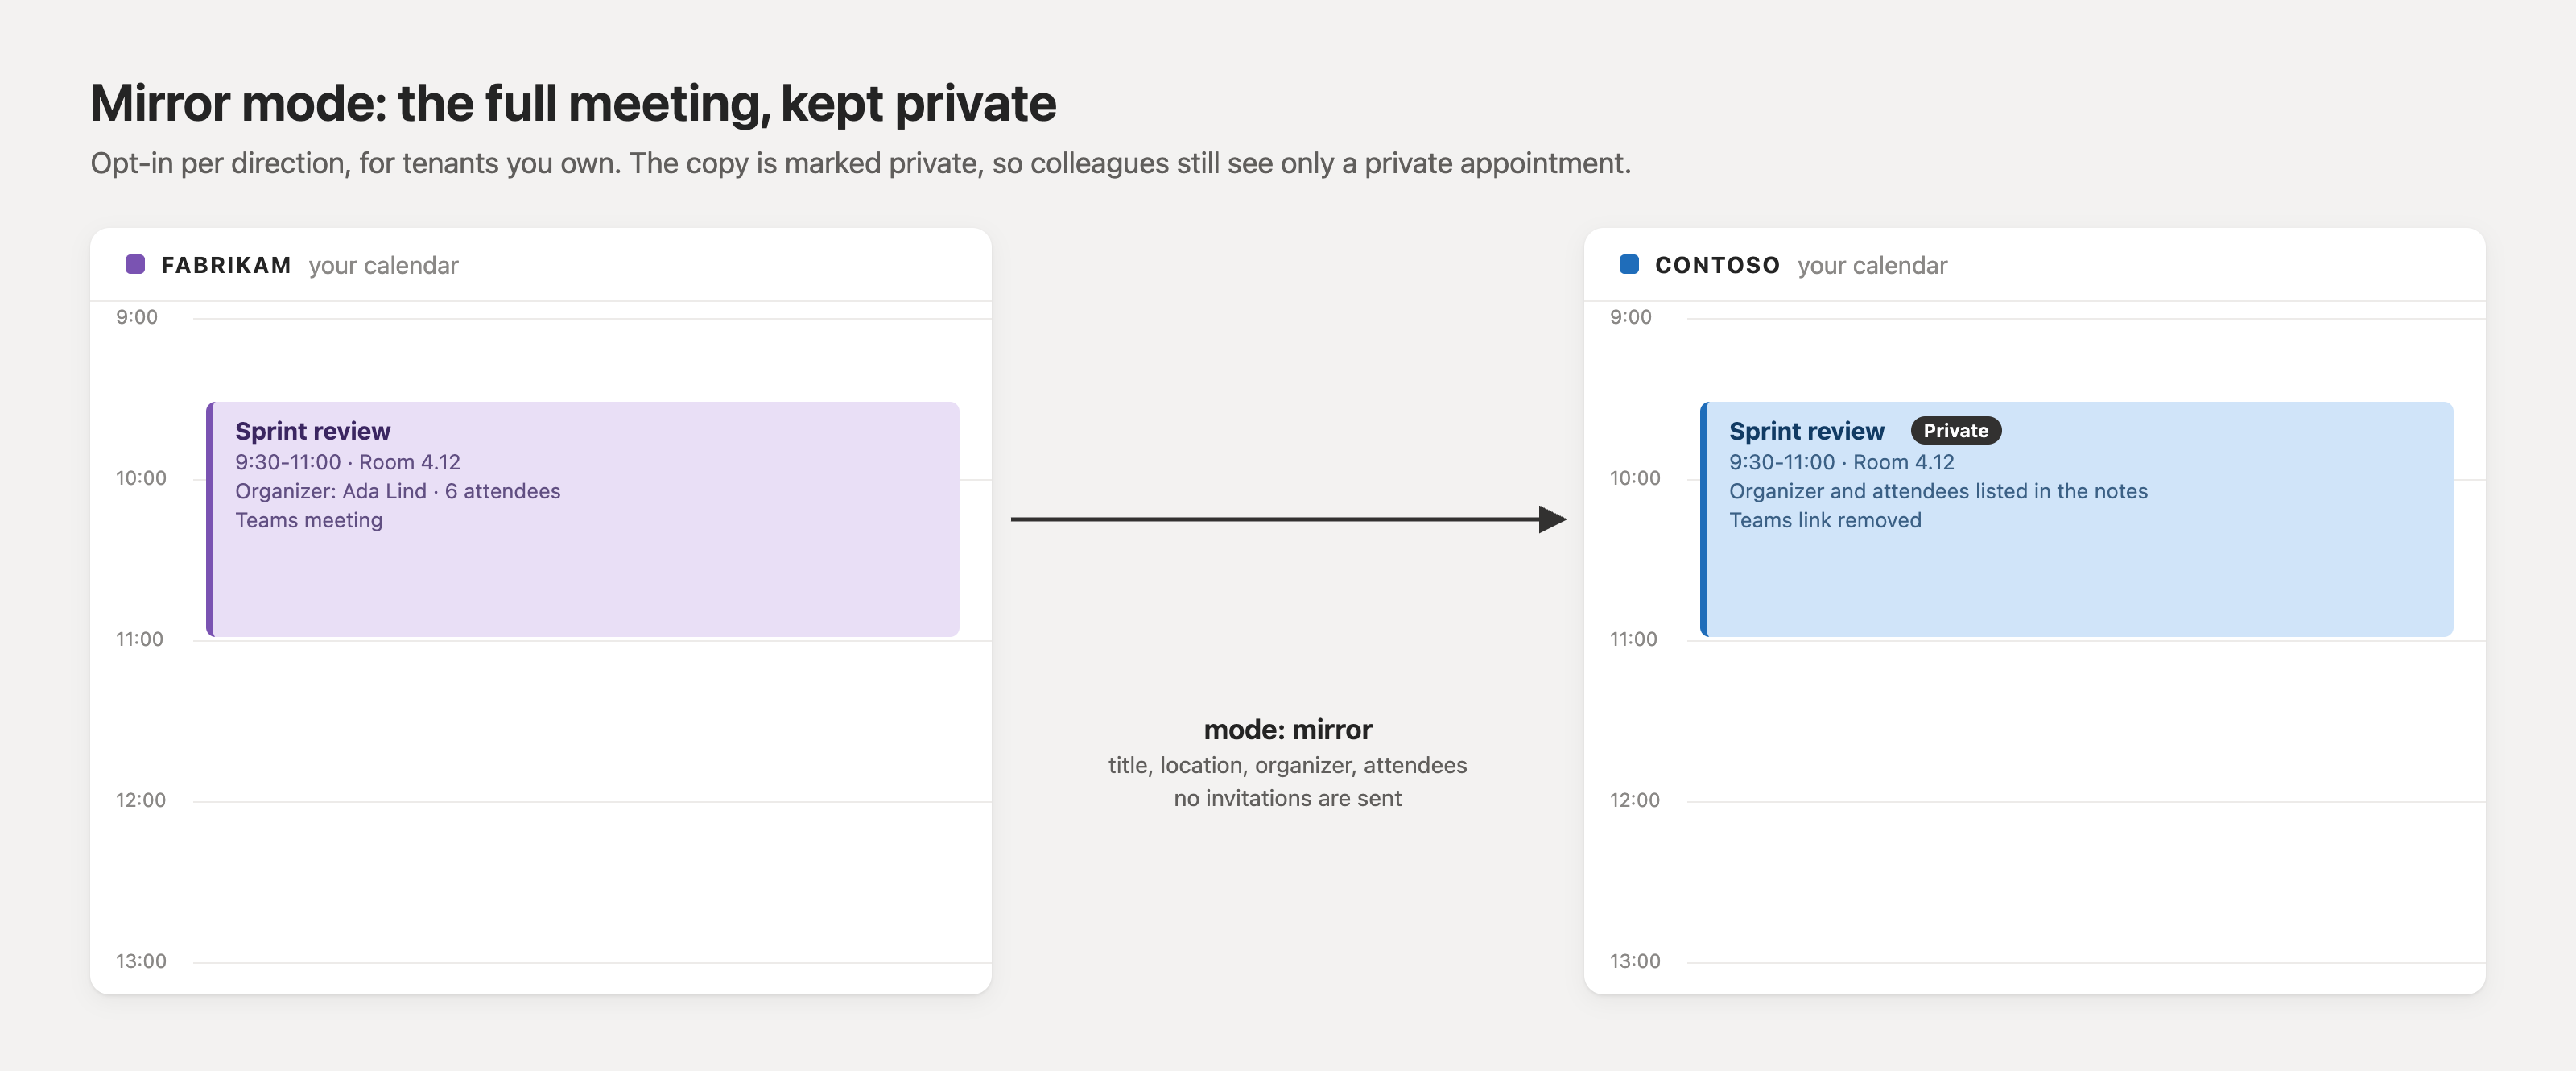 Mirror mode: the full meeting, kept private
Opt-in per direction, for tenants you own. The copy is marked private, so colleagues still see only a private appointment.
FABRIKAM your calendar
9:00
Sprint review
9:30-11:00 · Room 4.12
10:00
Organizer: Ada Lind · 6 attendees
Teams meeting
11:00
12:00
13:00
mode: mirror
title, location, organizer, attendees
no invitations are sent
CONTOSO your calendar
9:00
Sprint review Private
9:30-11:00 · Room 4.12
10:00
Organizer and attendees listed in the notes
Teams link removed
11:00
12:00
13:00